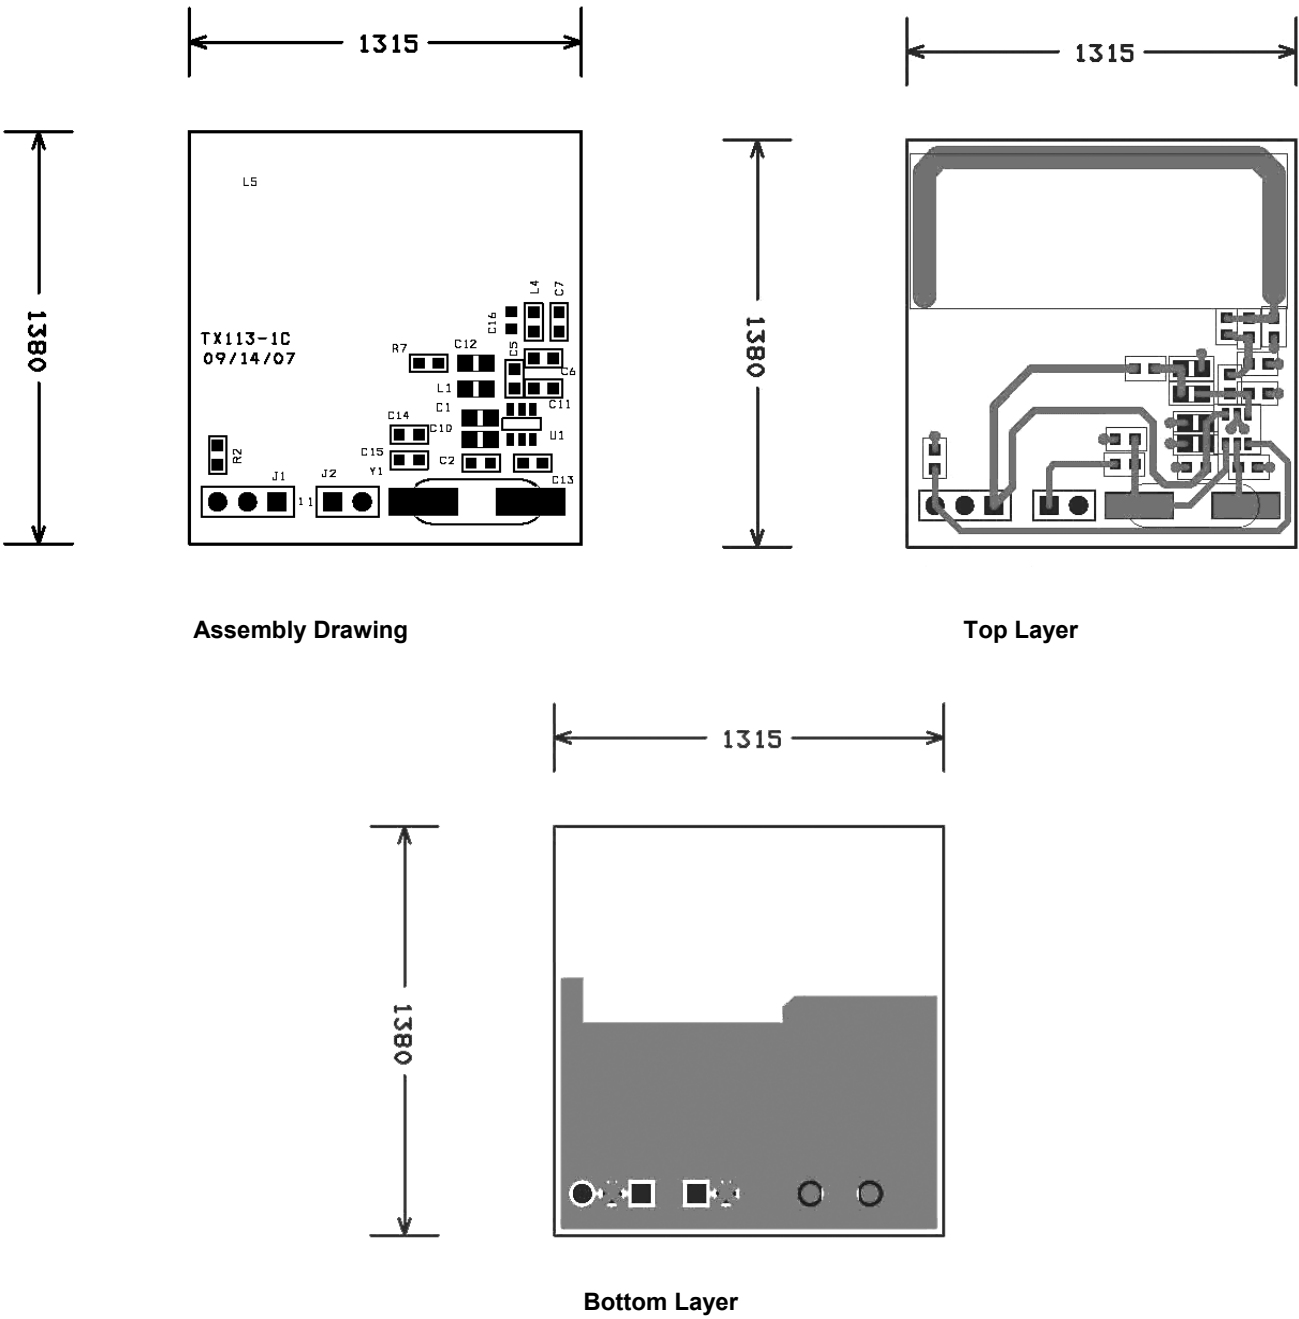 1315
1315
1380
1380
L5
L4
C7
C16
TX113-1C
09/14/07
R7
C12
C5
C6
L1
C11
C1
C14
C10
U1
R2
C15
C2
Y1
J1
11
J2
C13
Assembly Drawing
Top Layer
1315
1380
Bottom Layer